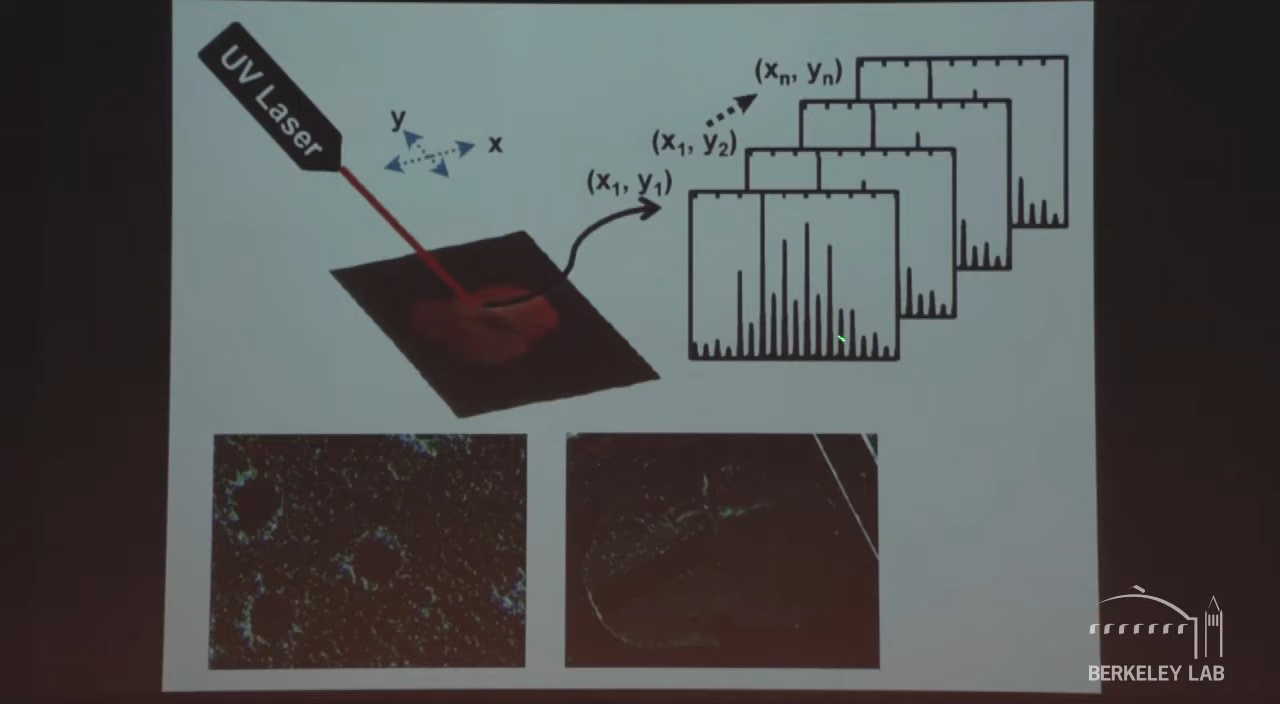 UV Laser
y
x
(x₁, y₁)
(x₁, y₂)
(xₙ, yₙ)
BERKELEY LAB